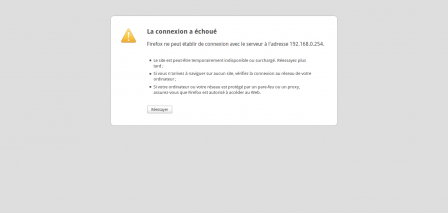 La connexion a échoué
Firefox ne peut établir de connexion avec le serveur à l'adresse 192.168.0.254.
Le site est peut-être temporairement indisponible ou surchargé. Réessayez plus
tard ;
Si vous n'arrivez à naviguer sur aucun site, vérifiez la connexion au réseau de votre
ordinateur ;
Si votre ordinateur ou votre réseau est protégé par un pare-feu ou un proxy,
assurez-vous que Firefox est autorisé à accéder au Web.
Réessayer